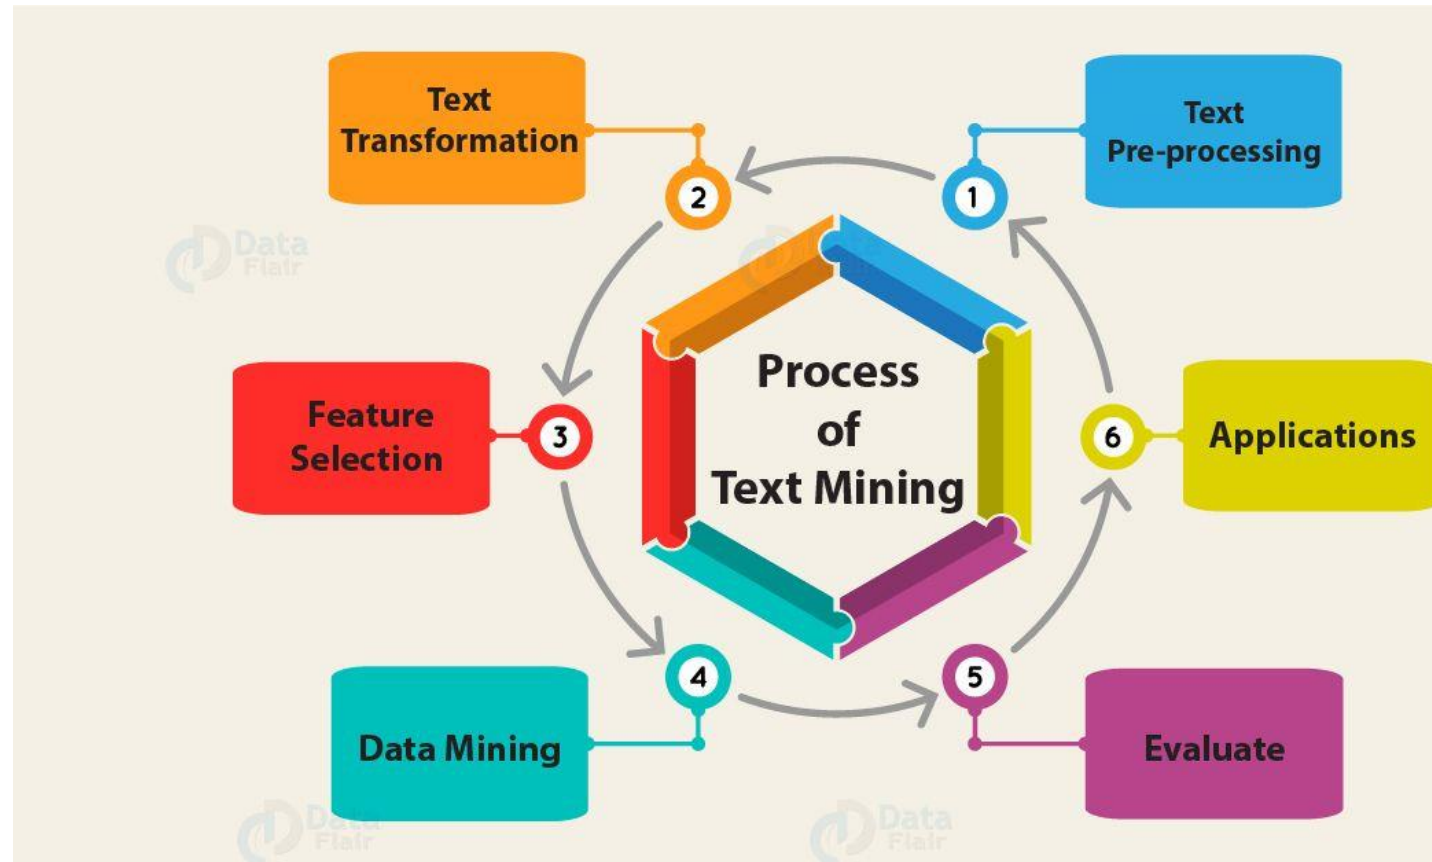 Text
Transformation
2
1
Text
Pre-processing
Data
Flair
Feature
Selection
3
Process
of
Text Mining
6
Applications
Data Mining
4
5
Evaluate
Data
Flair
Data
Flair